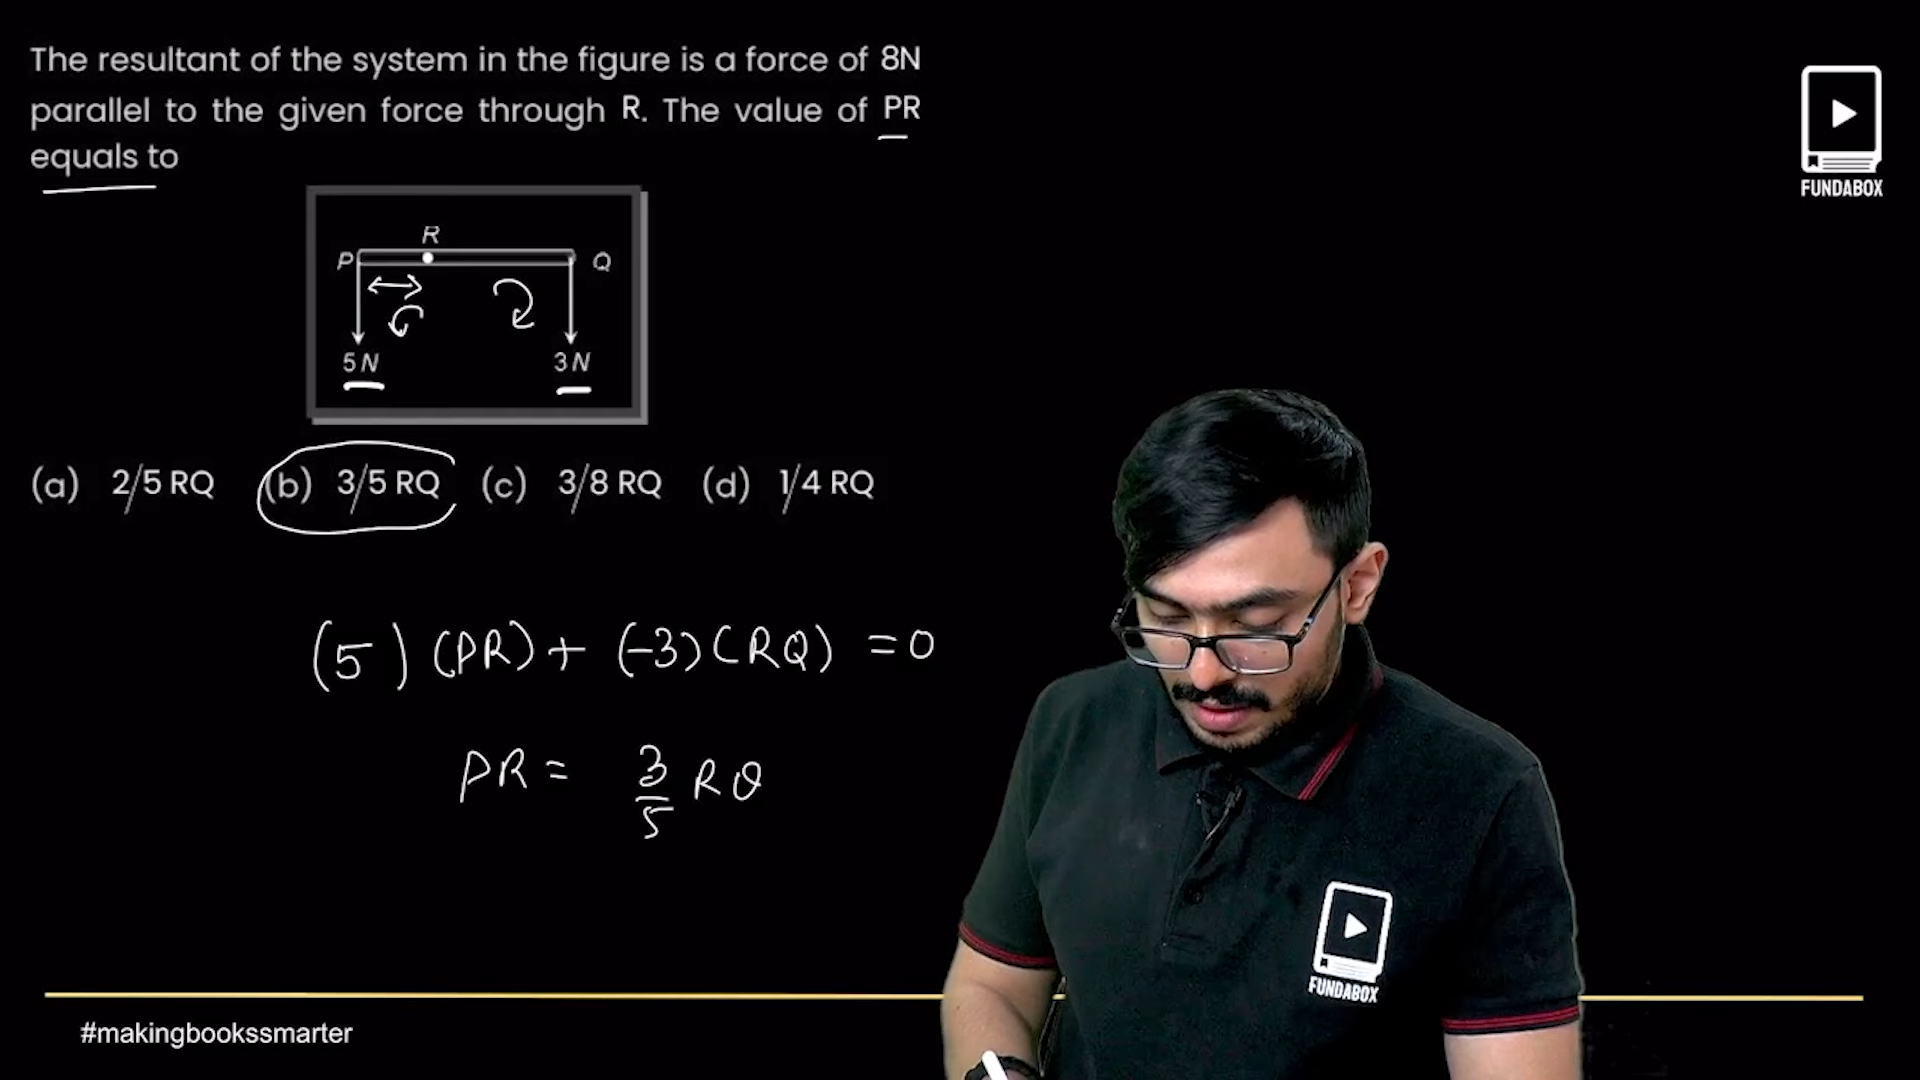 The resultant of the system in the figure is a force of 8N
parallel to the given force through R. The value of PR
equals to
R
P
Q
5 N
3 N
(a) 2/5 RQ (b) 3/5 RQ (c) 3/8 RQ (d) 1/4 RQ
(5) (PR) + (-3) (RQ) = 0
PR = 3/5 RQ
FUNDABOX
FUNDABOX
#makingbookssmarter